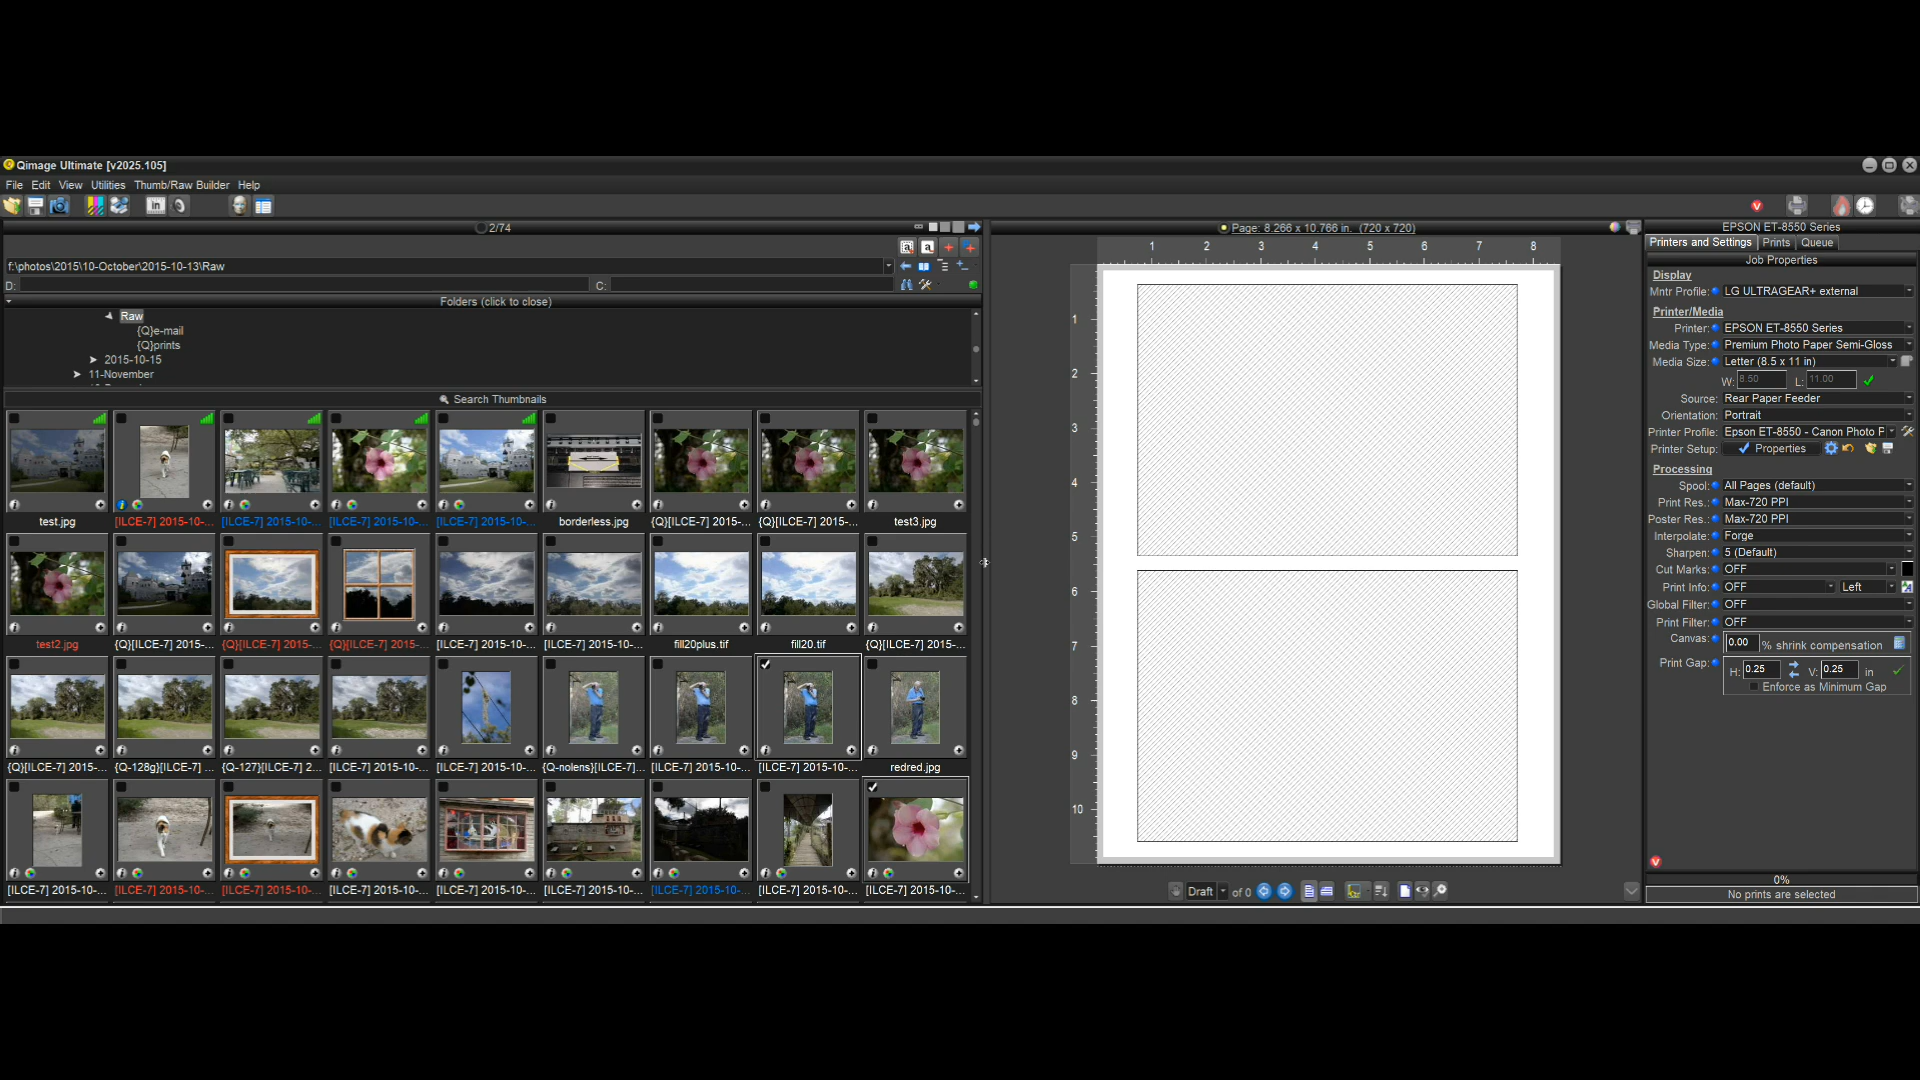 Qimage Ultimate [v2025.105]
File Edit View Utilities Thumb/Raw Builder Help
2/74
Page: 8.266 x 10.766 in. (720 x 720)
EPSON ET-8550 Series
Printers and Settings Prints Queue
f:\photos\2015\10-October\2015-10-13\Raw
D: C:
Folders (click to close)
Raw
{Q}e-mail
{Q}prints
2015-10-15
11-November
Search Thumbnails
test.jpg [ILCE-7] 2015-10-... [ILCE-7] 2015-10-... [ILCE-7] 2015-10-... [ILCE-7] 2015-10-... borderless.jpg {Q}[ILCE-7] 2015-... {Q}[ILCE-7] 2015-... test3.jpg
test2.jpg {Q}[ILCE-7] 2015-... {Q}[ILCE-7] 2015-... {Q}[ILCE-7] 2015-... [ILCE-7] 2015-10-... [ILCE-7] 2015-10-... fill20plus.tif fill20.tif {Q}[ILCE-7] 2015-...
{Q}[ILCE-7] 2015-... {Q-128g}[ILCE-7] ... {Q-127}[ILCE-7] 2... [ILCE-7] 2015-10-... [ILCE-7] 2015-10-... {Q-nolens}[ILCE-7]... [ILCE-7] 2015-10-... [ILCE-7] 2015-10-... redred.jpg
[ILCE-7] 2015-10-... [ILCE-7] 2015-10-... [ILCE-7] 2015-10-... [ILCE-7] 2015-10-... [ILCE-7] 2015-10-... [ILCE-7] 2015-10-... [ILCE-7] 2015-10-... [ILCE-7] 2015-10-... [ILCE-7] 2015-10-...
1 2 3 4 5 6 7 8
1
2
3
4
5
6
7
8
9
10
Draft of 0
Job Properties
Display
Mntr Profile: LG ULTRAGEAR+ external
Printer/Media
Printer: EPSON ET-8550 Series
Media Type: Premium Photo Paper Semi-Gloss
Media Size: Letter (8.5 x 11 in)
W: 8.50 L: 11.00
Source: Rear Paper Feeder
Orientation: Portrait
Printer Profile: Epson ET-8550 - Canon Photo F
Printer Setup: Properties
Processing
Spool: All Pages (default)
Print Res.: Max-720 PPI
Poster Res.: Max-720 PPI
Interpolate: Forge
Sharpen: 5 (Default)
Cut Marks: OFF
Print Info: OFF Left
Global Filter: OFF
Print Filter: OFF
Canvas: 0.00 % shrink compensation
Print Gap: H: 0.25 V: 0.25 in
Enforce as Minimum Gap
0%
No prints are selected